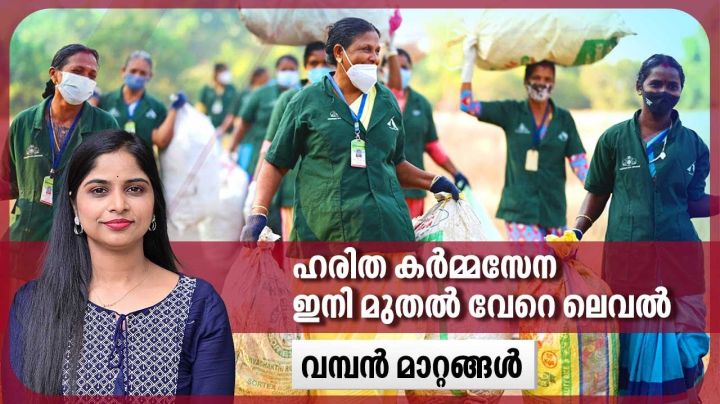 ഹരിത കർമ്മസേന
ഇനി മുതൽ വേറെ ലെവൽ
വമ്പൻ മാറ്റങ്ങൾ